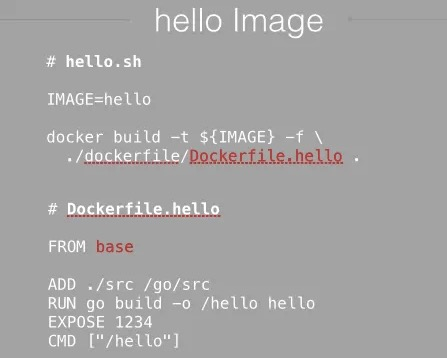 hello Image
# hello.sh
IMAGE=hello
docker build -t ${IMAGE} -f \
./dockerfile/Dockerfile.hello .
# Dockerfile.hello
FROM base
ADD ./src /go/src
RUN go build -o /hello hello
EXPOSE 1234
CMD ["/hello"]